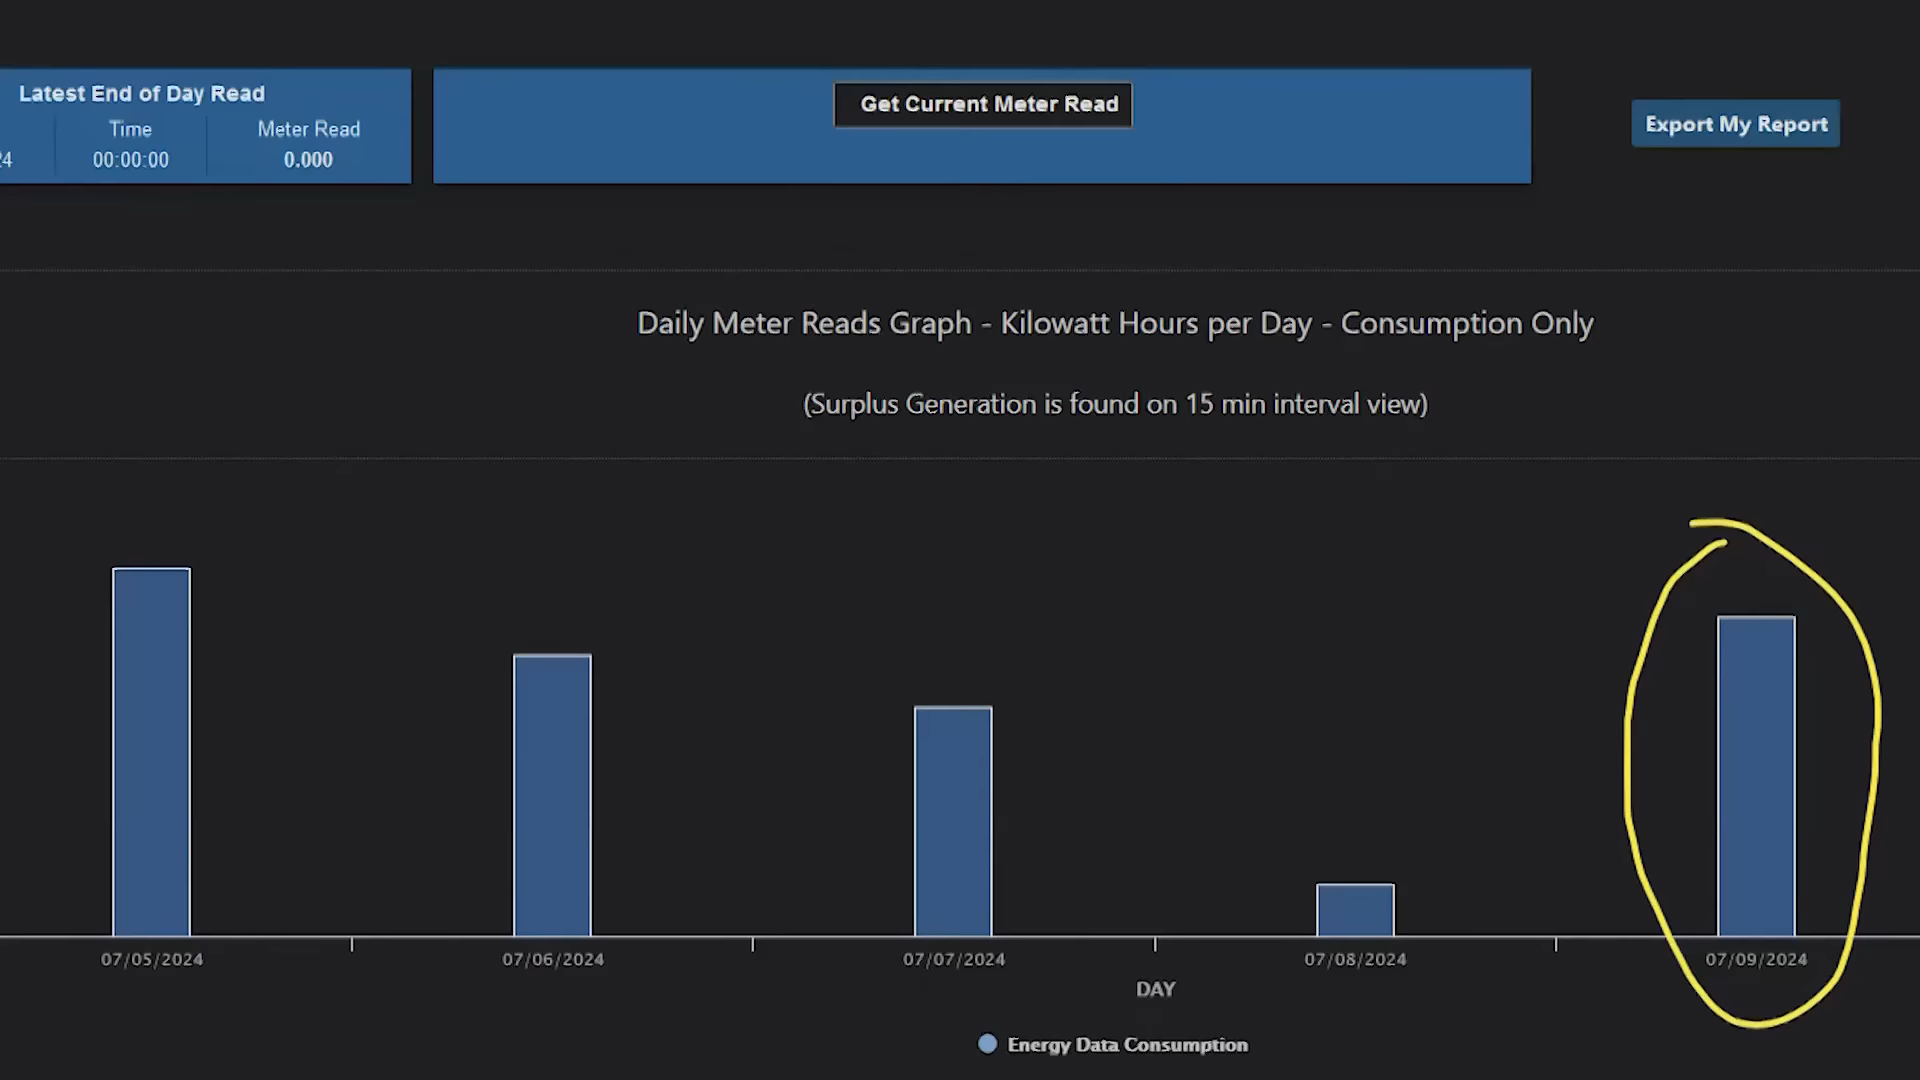 Latest End of Day Read
Time
Meter Read
24
00:00:00
0.000
Get Current Meter Read
Export My Report
Daily Meter Reads Graph - Kilowatt Hours per Day - Consumption Only
(Surplus Generation is found on 15 min interval view)
07/05/2024
07/06/2024
07/07/2024
07/08/2024
07/09/2024
DAY
Energy Data Consumption